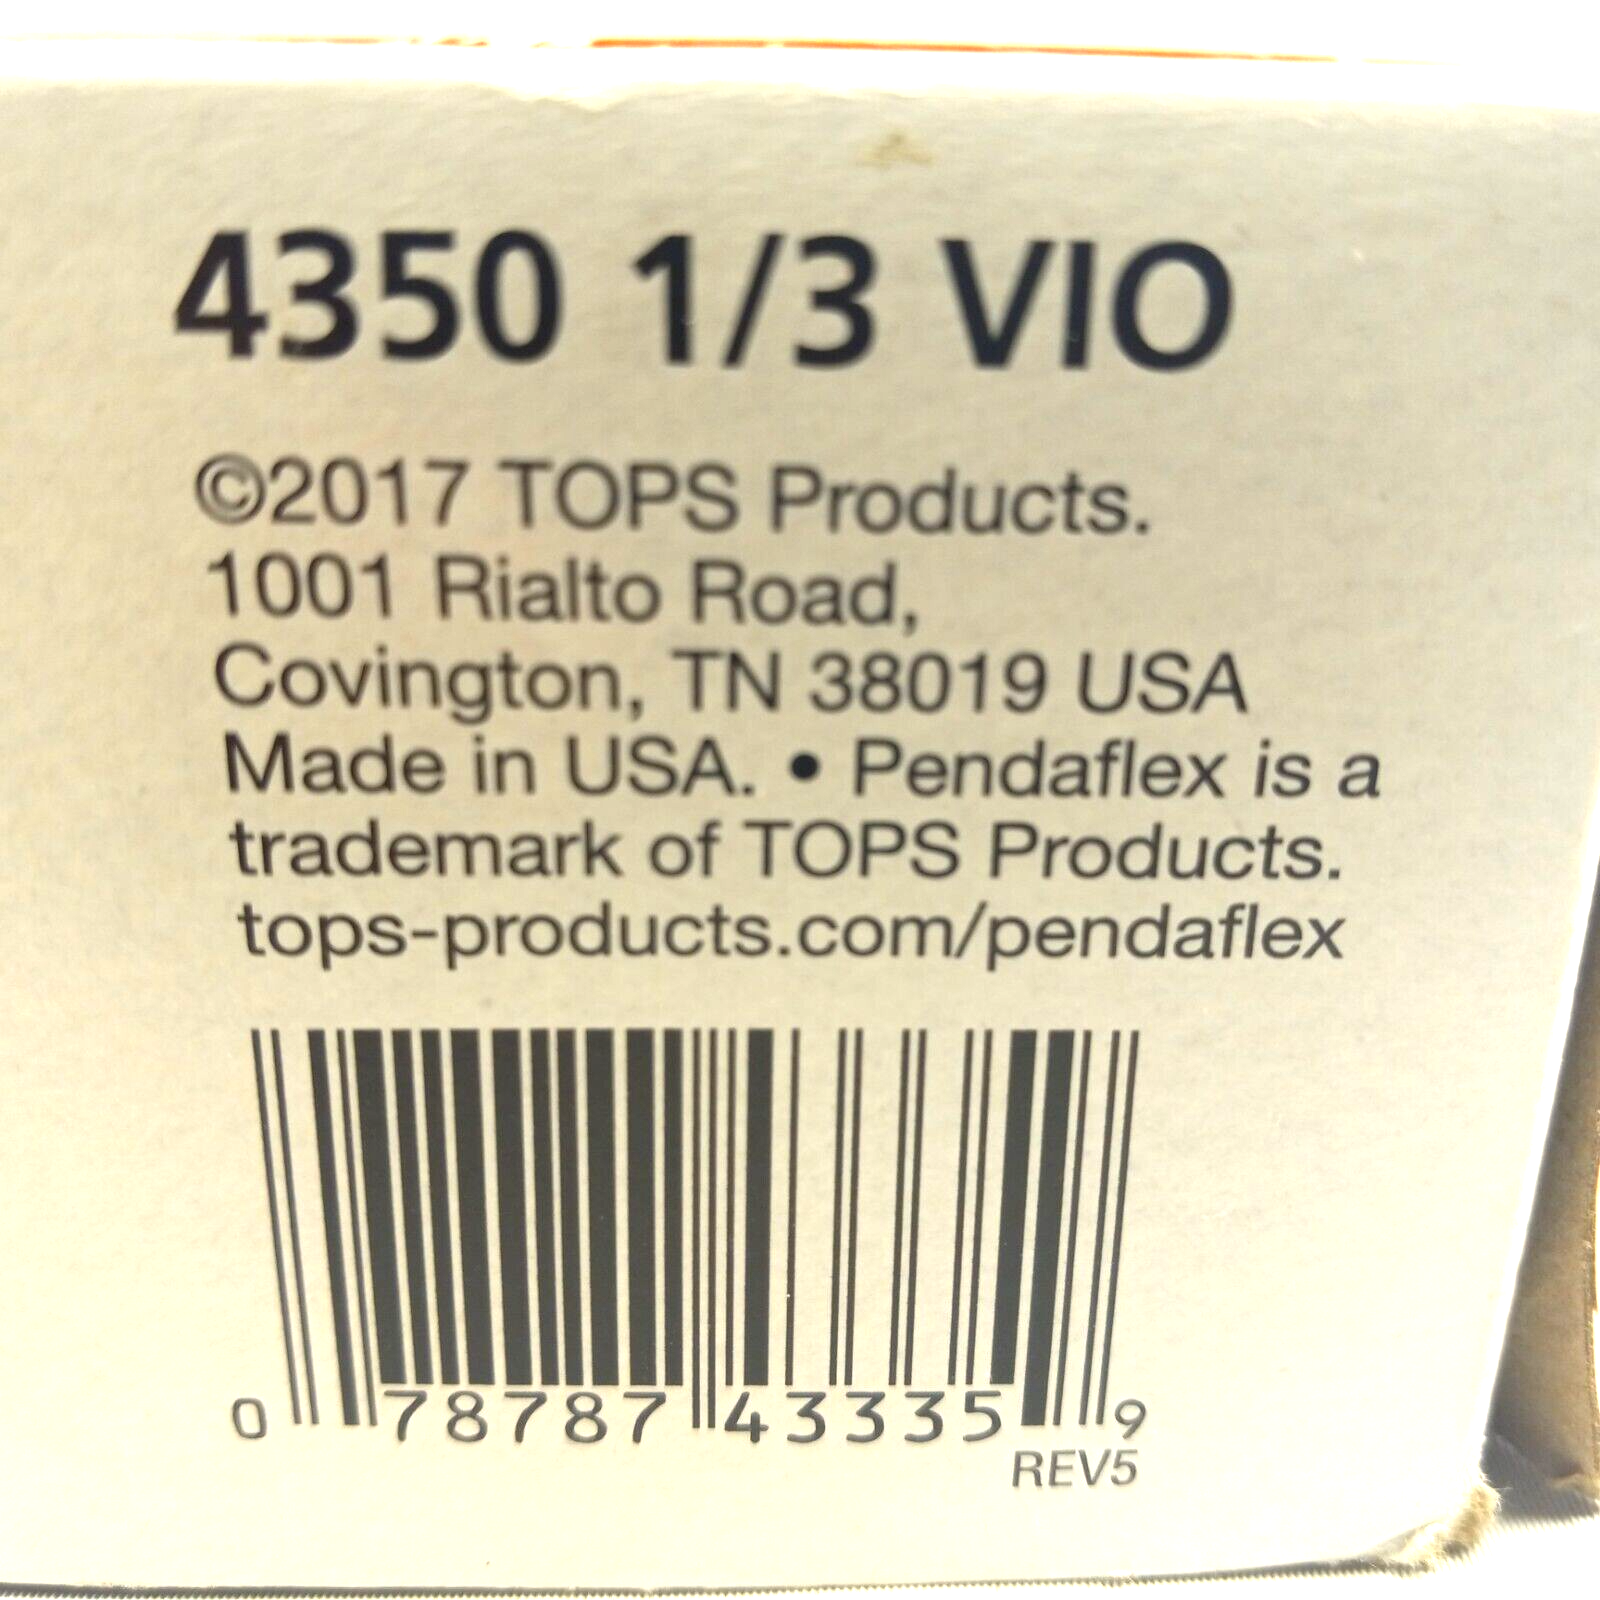 4350 1/3 VIO
©2017 TOPS Products.
1001 Rialto Road,
Covington, TN 38019 USA
Made in USA. • Pendaflex is a
trademark of TOPS Products.
tops-products.com/pendaflex
0 78787 43335 9
REV5